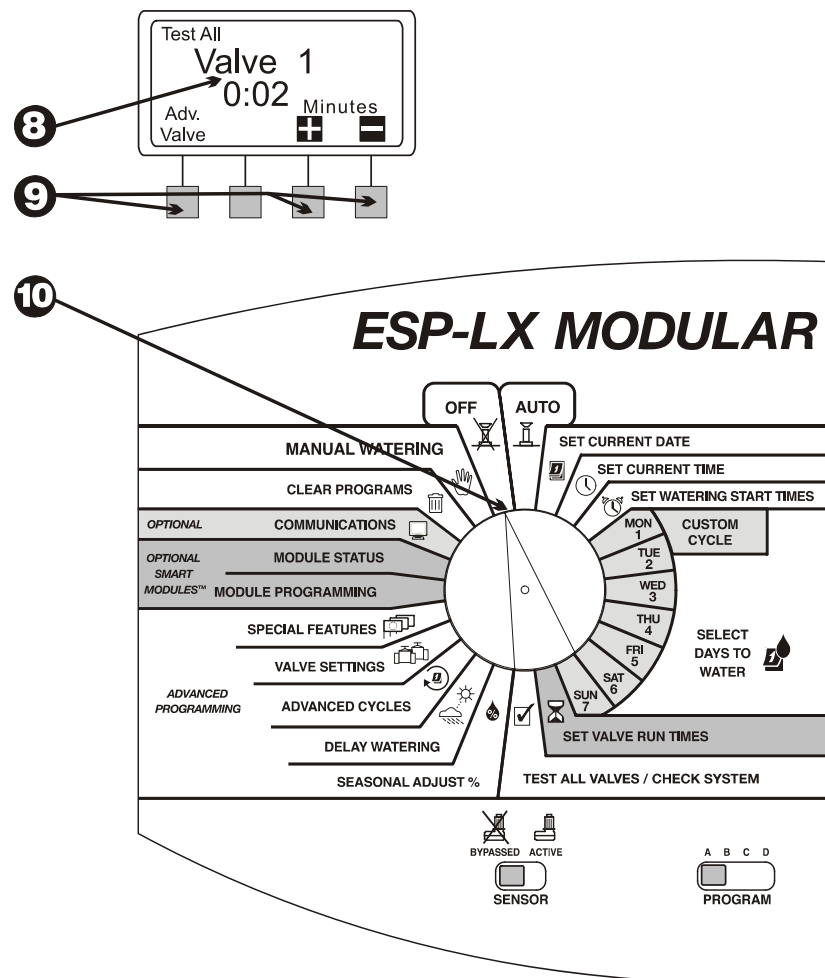 Test All
Valve 1
0:02
Minutes
Adv.
Valve
8
9
10
ESP-LX MODULAR
OFF
AUTO
MANUAL WATERING
CLEAR PROGRAMS
OPTIONAL
COMMUNICATIONS
OPTIONAL
SMART
MODULES™
MODULE STATUS
MODULE PROGRAMMING
SPECIAL FEATURES
VALVE SETTINGS
ADVANCED
PROGRAMMING
ADVANCED CYCLES
DELAY WATERING
SEASONAL ADJUST %
SET CURRENT DATE
SET CURRENT TIME
SET WATERING START TIMES
MON
1
CUSTOM
CYCLE
TUE
2
WED
3
THU
4
FRI
5
SAT
6
SUN
7
SELECT
DAYS TO
WATER
SET VALVE RUN TIMES
TEST ALL VALVES / CHECK SYSTEM
BYPASSED ACTIVE
SENSOR
A B C D
PROGRAM